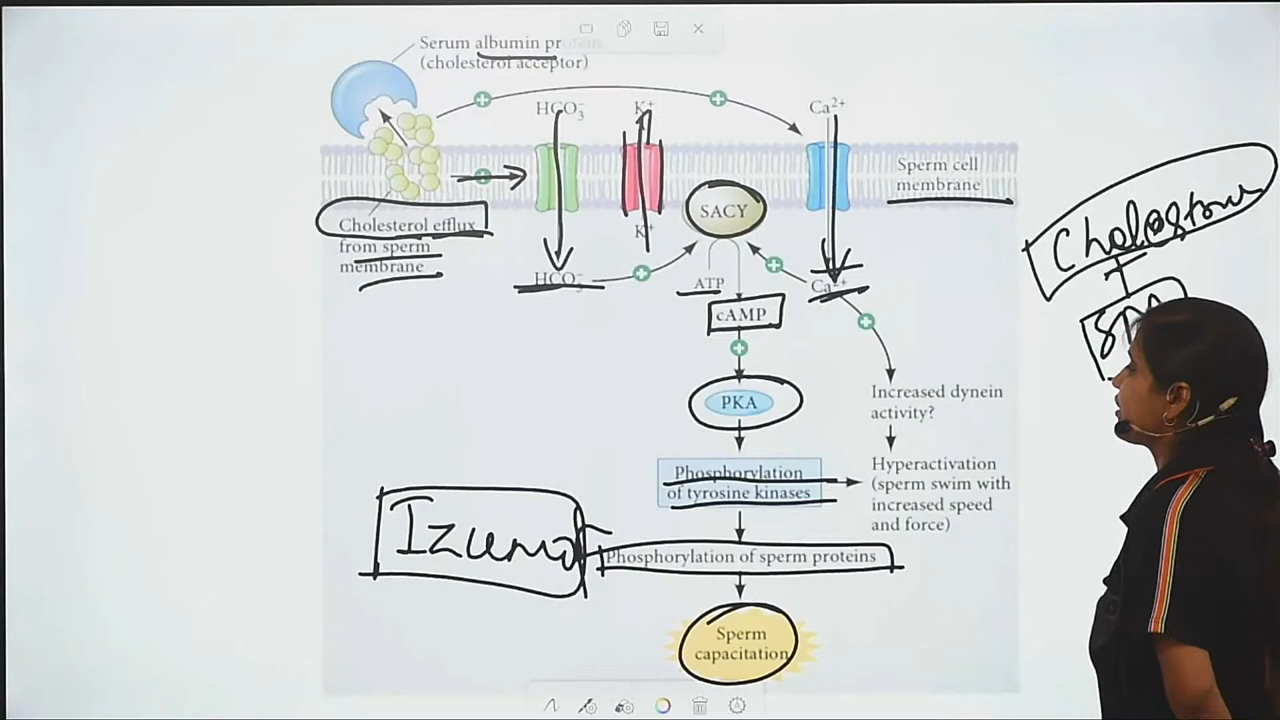 Serum albumin protein
(cholesterol acceptor)
HCO3-
K+
Ca2+
Sperm cell
membrane
SACY
Cholesterol efflux
from sperm
membrane
K+
HCO3-
ATP
Ca2+
cAMP
PKA
Increased dynein
activity?
Phosphorylation
of tyrosine kinases
Hyperactivation
(sperm swim with
increased speed
and force)
Izumo
Phosphorylation of sperm proteins
Sperm
capacitation